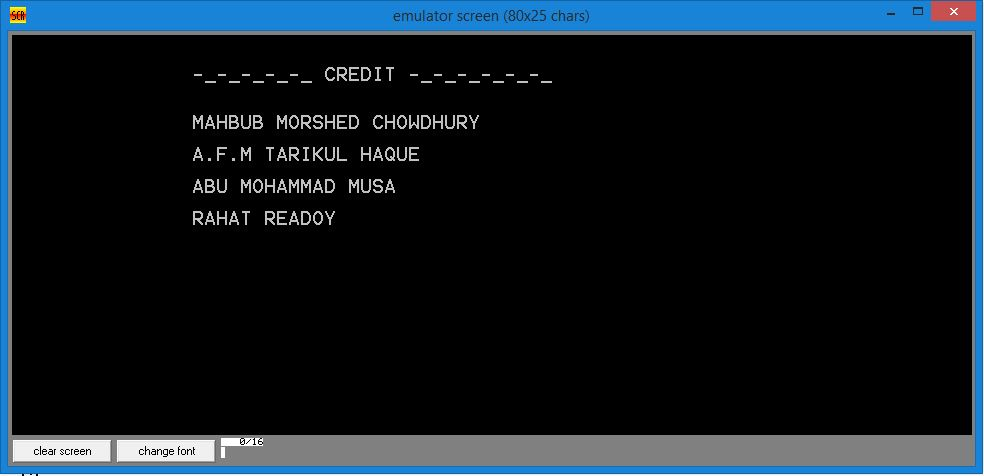 SCR
emulator screen (80x25 chars)
-_-_-_-_-_ CREDIT -_-_-_-_-_-_
MAHBUB MORSHED CHOWDHURY
A.F.M TARIKUL HAQUE
ABU MOHAMMAD MUSA
RAHAT READOY
clear screen
change font
0/16